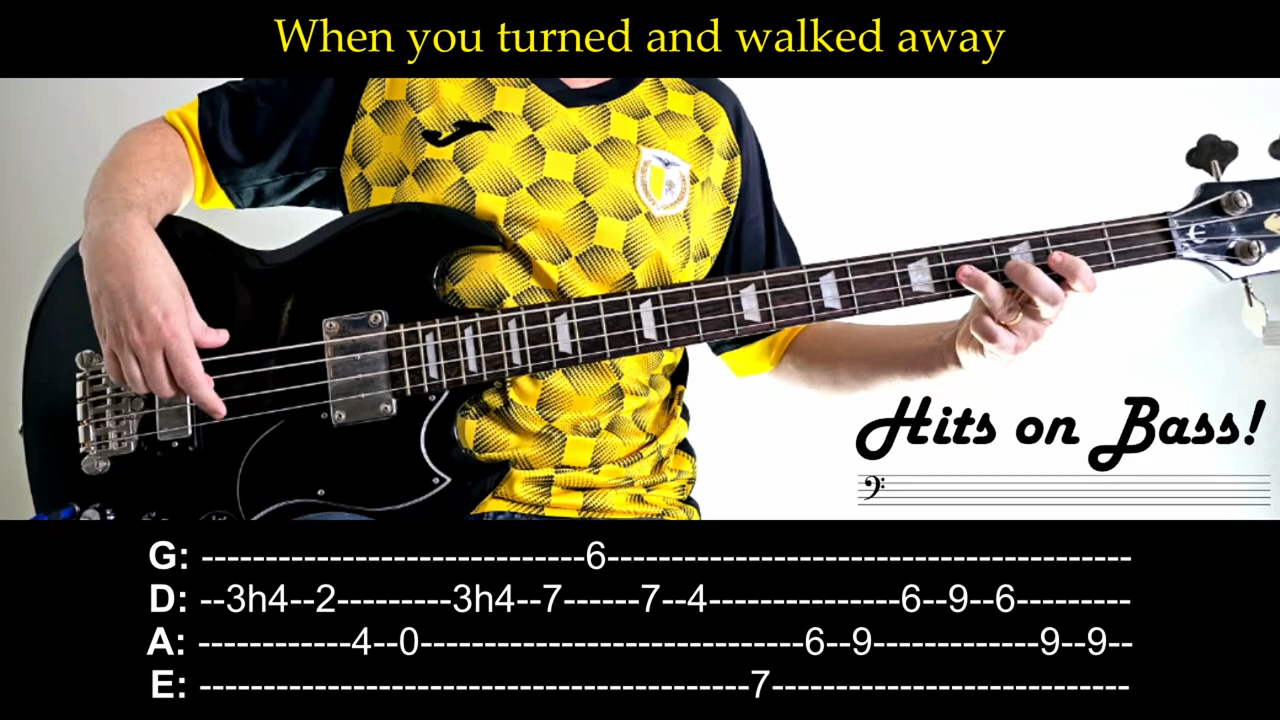 When you turned and walked away
Hits on Bass!
G: ------------------------------6-----------------------------------------
D: --3h4--2---------3h4--7------7--4---------------6--9--6---------
A: ------------4--0------------------------------6--9-------------9--9--
E: -------------------------------------------7----------------------------